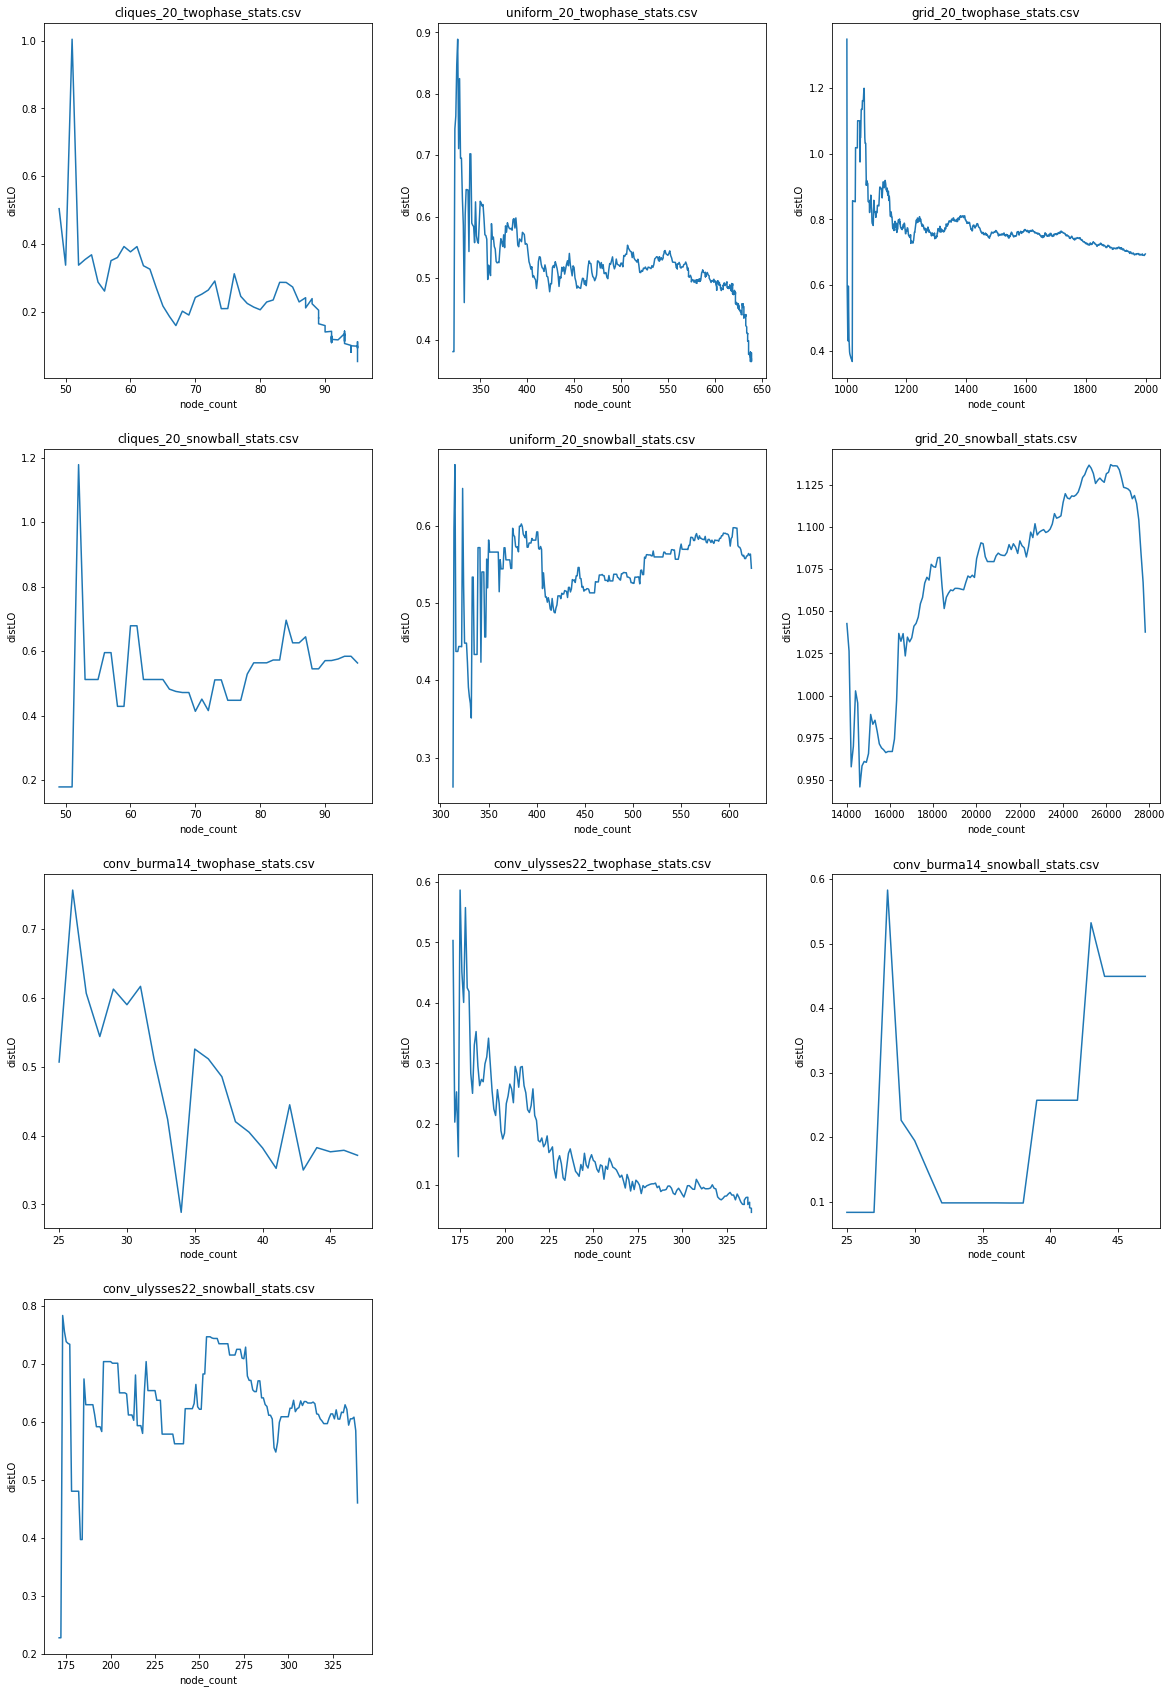 cliques_20_twophase_stats.csv
distLO
1.0
0.8
0.6
0.4
0.2
50 60 70 80 90
node_count
uniform_20_twophase_stats.csv
distLO
0.9
0.8
0.7
0.6
0.5
0.4
350 400 450 500 550 600 650
node_count
grid_20_twophase_stats.csv
distLO
1.2
1.0
0.8
0.6
0.4
1000 1200 1400 1600 1800 2000
node_count
cliques_20_snowball_stats.csv
distLO
1.2
1.0
0.8
0.6
0.4
0.2
50 60 70 80 90
node_count
uniform_20_snowball_stats.csv
distLO
0.6
0.5
0.4
0.3
300 350 400 450 500 550 600
node_count
grid_20_snowball_stats.csv
distLO
1.125
1.100
1.075
1.050
1.025
1.000
0.975
0.950
14000 16000 18000 20000 22000 24000 26000 28000
node_count
conv_burma14_twophase_stats.csv
distLO
0.7
0.6
0.5
0.4
0.3
25 30 35 40 45
node_count
conv_ulysses22_twophase_stats.csv
distLO
0.6
0.5
0.4
0.3
0.2
0.1
175 200 225 250 275 300 325
node_count
conv_burma14_snowball_stats.csv
distLO
0.6
0.5
0.4
0.3
0.2
0.1
25 30 35 40 45
node_count
conv_ulysses22_snowball_stats.csv
distLO
0.8
0.7
0.6
0.5
0.4
0.3
0.2
175 200 225 250 275 300 325
node_count